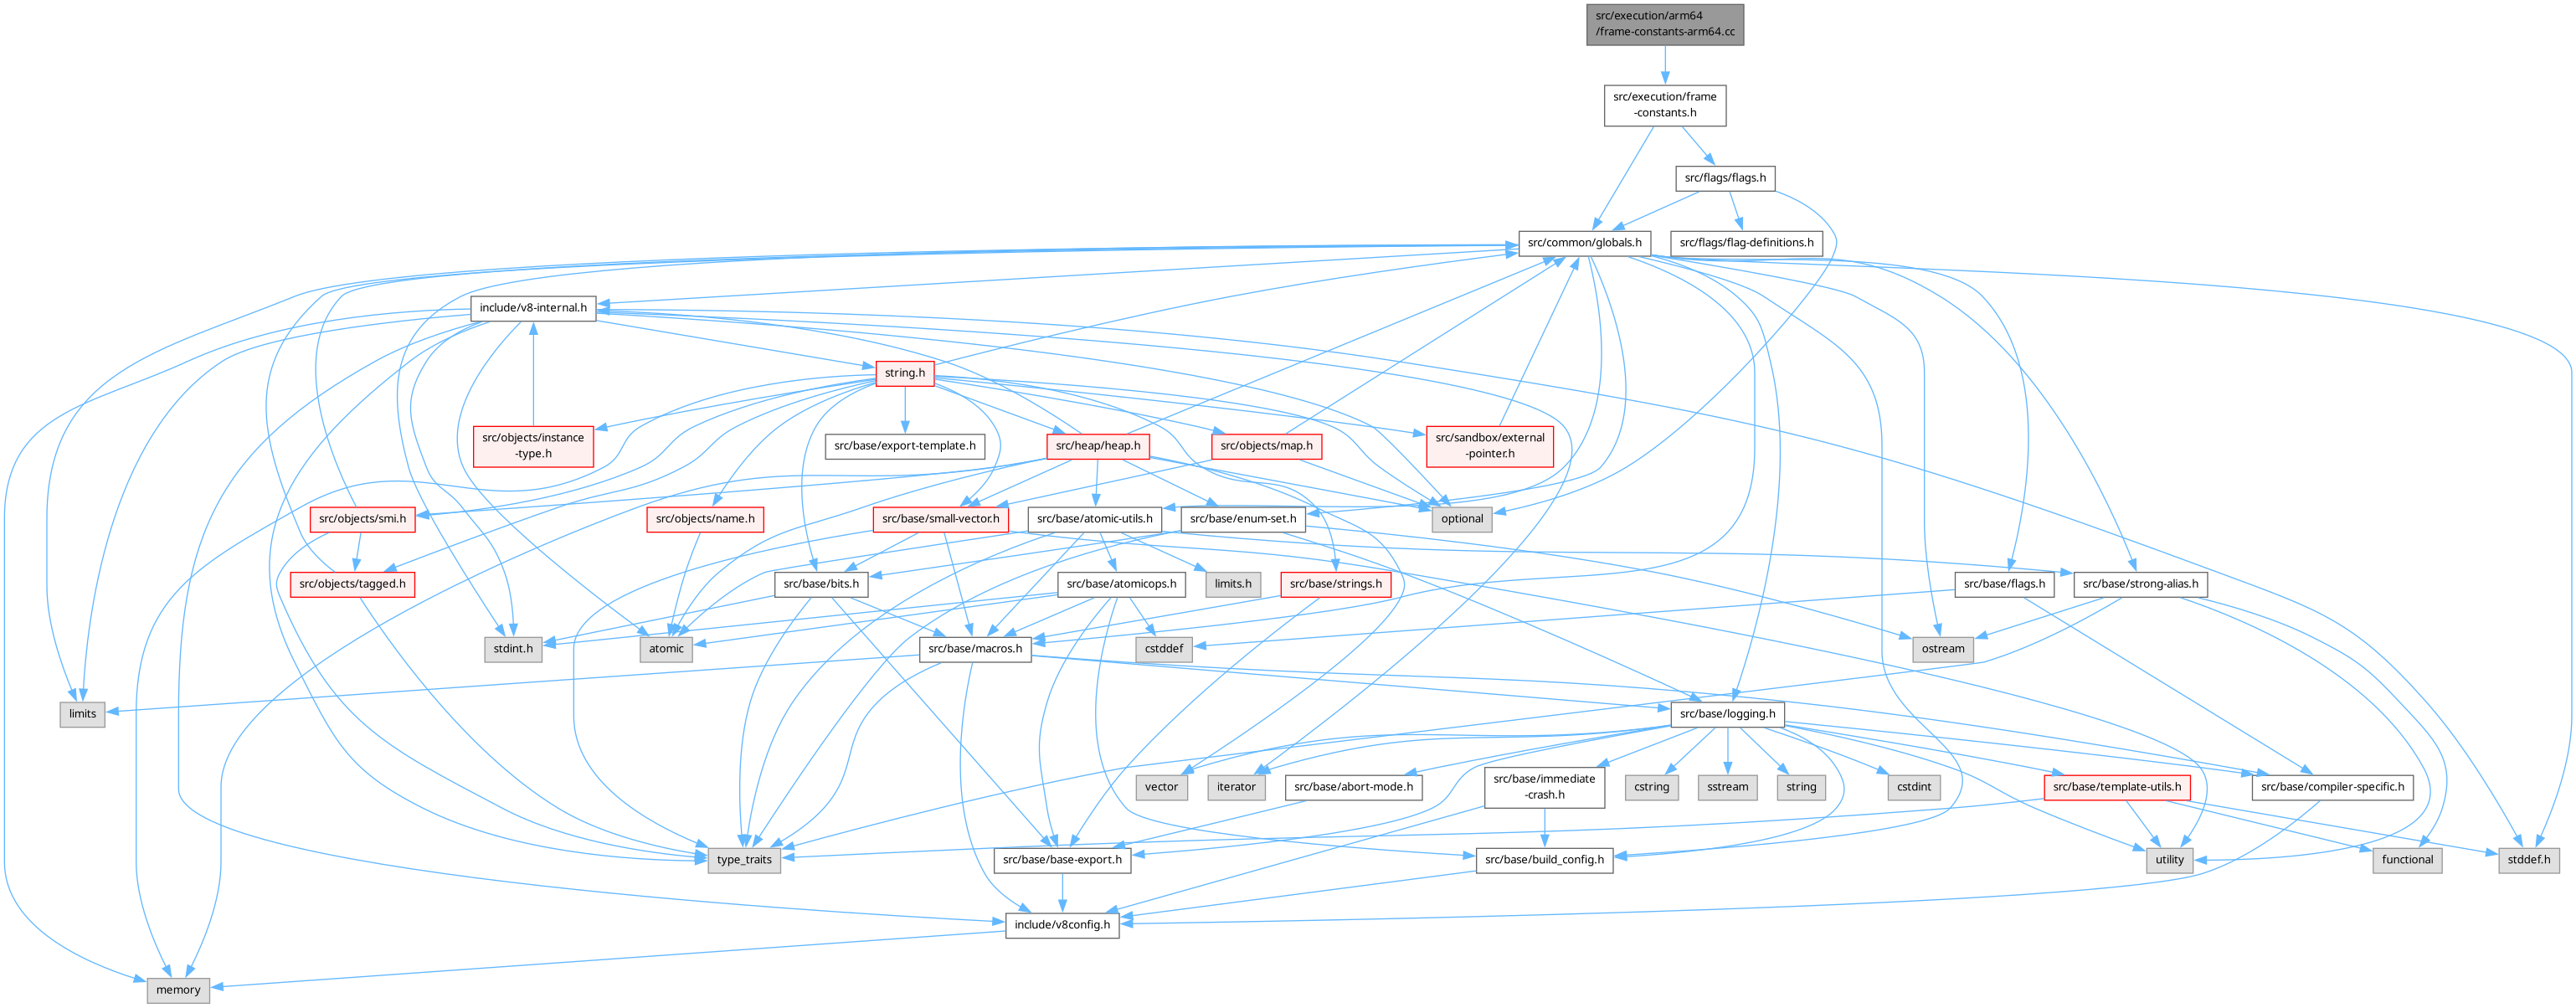 src/execution/arm64
/frame-constants-arm64.cc
src/execution/frame
-constants.h
src/flags/flags.h
src/common/globals.h
src/flags/flag-definitions.h
include/v8-internal.h
string.h
src/objects/instance
-type.h
src/base/export-template.h
src/heap/heap.h
src/objects/map.h
src/sandbox/external
-pointer.h
src/objects/smi.h
src/objects/name.h
src/base/small-vector.h
src/base/atomic-utils.h
src/base/enum-set.h
optional
src/objects/tagged.h
src/base/bits.h
src/base/atomicops.h
limits.h
src/base/strings.h
src/base/flags.h
src/base/strong-alias.h
stdint.h
atomic
src/base/macros.h
cstddef
ostream
limits
src/base/logging.h
vector
iterator
src/base/abort-mode.h
src/base/immediate
-crash.h
cstring
sstream
string
cstdint
src/base/template-utils.h
src/base/compiler-specific.h
type_traits
src/base/base-export.h
src/base/build_config.h
utility
functional
stddef.h
include/v8config.h
memory